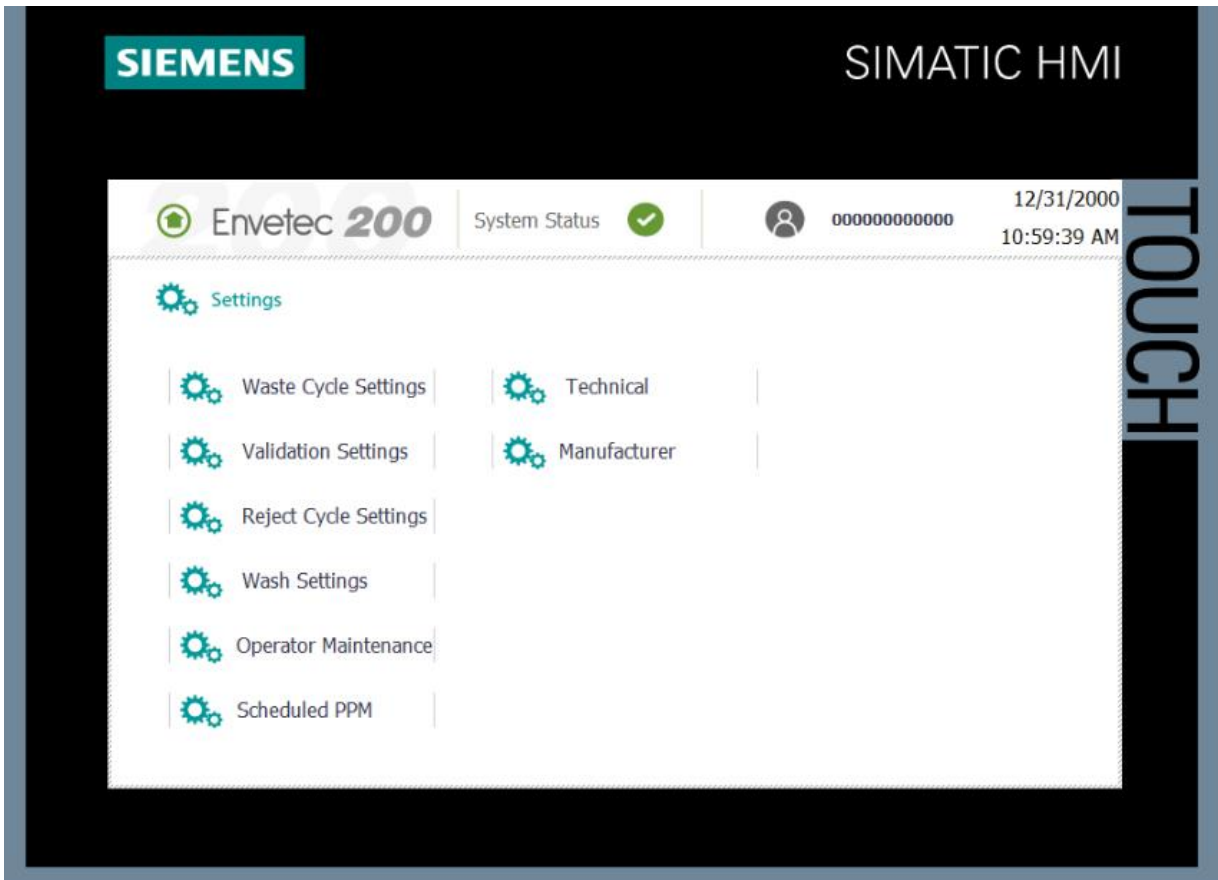 SIEMENS
SIMATIC HMI
TOUCH
200
Envetec 200
System Status
000000000000
12/31/2000
10:59:39 AM
Settings
Waste Cycle Settings
Validation Settings
Reject Cycle Settings
Wash Settings
Operator Maintenance
Scheduled PPM
Technical
Manufacturer